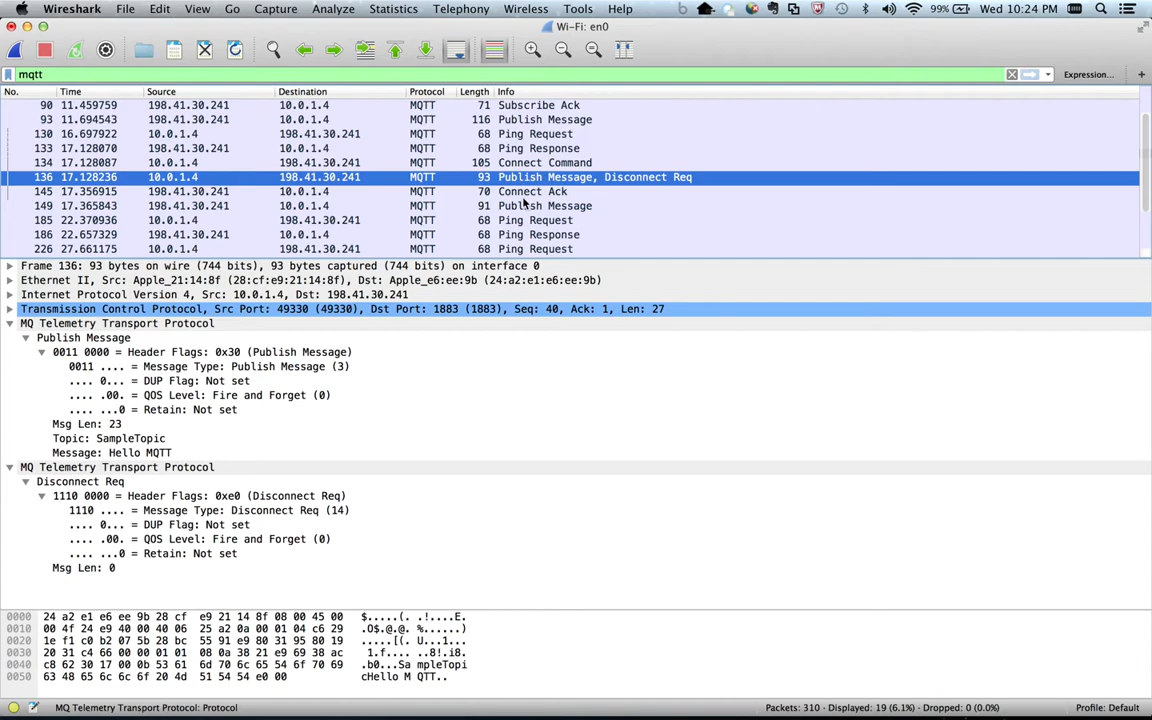 Wireshark File Edit View Go Capture Analyze Statistics Telephony Wireless Tools Help 99% Wed 10:24 PM
Wi-Fi: en0
mqtt Expression... +
No. Time Source Destination Protocol Length Info
90 11.459759 198.41.30.241 10.0.1.4 MQTT 71 Subscribe Ack
93 11.694543 198.41.30.241 10.0.1.4 MQTT 116 Publish Message
130 16.697922 10.0.1.4 198.41.30.241 MQTT 68 Ping Request
133 17.128070 198.41.30.241 10.0.1.4 MQTT 68 Ping Response
134 17.128087 10.0.1.4 198.41.30.241 MQTT 105 Connect Command
136 17.128236 10.0.1.4 198.41.30.241 MQTT 93 Publish Message, Disconnect Req
145 17.356915 198.41.30.241 10.0.1.4 MQTT 70 Connect Ack
149 17.365843 198.41.30.241 10.0.1.4 MQTT 91 Publish Message
185 22.370936 10.0.1.4 198.41.30.241 MQTT 68 Ping Request
186 22.657329 198.41.30.241 10.0.1.4 MQTT 68 Ping Response
226 27.661175 10.0.1.4 198.41.30.241 MQTT 68 Ping Request
Frame 136: 93 bytes on wire (744 bits), 93 bytes captured (744 bits) on interface 0
Ethernet II, Src: Apple_21:14:8f (28:cf:e9:21:14:8f), Dst: Apple_e6:ee:9b (24:a2:e1:e6:ee:9b)
Internet Protocol Version 4, Src: 10.0.1.4, Dst: 198.41.30.241
Transmission Control Protocol, Src Port: 49330 (49330), Dst Port: 1883 (1883), Seq: 40, Ack: 1, Len: 27
MQ Telemetry Transport Protocol
Publish Message
0011 0000 = Header Flags: 0x30 (Publish Message)
0011 .... = Message Type: Publish Message (3)
.... 0... = DUP Flag: Not set
.... .00. = QOS Level: Fire and Forget (0)
.... ...0 = Retain: Not set
Msg Len: 23
Topic: SampleTopic
Message: Hello MQTT
MQ Telemetry Transport Protocol
Disconnect Req
1110 0000 = Header Flags: 0xe0 (Disconnect Req)
1110 .... = Message Type: Disconnect Req (14)
.... 0... = DUP Flag: Not set
.... .00. = QOS Level: Fire and Forget (0)
.... ...0 = Retain: Not set
Msg Len: 0
0000 24 a2 e1 e6 ee 9b 28 cf e9 21 14 8f 08 00 45 00 $.....(. .!....E.
0010 00 4f 24 e9 40 00 40 06 25 a2 0a 00 01 04 c6 29 .O$.@.@. %......)
0020 1e f1 c0 b2 07 5b 28 bc 55 91 e9 80 31 95 80 19 .....[(. U...1...
0030 20 31 c4 66 00 00 01 01 08 0a 38 21 e9 69 38 ac 1.f.... ..8!.i8.
0040 c8 62 30 17 00 0b 53 61 6d 70 6c 65 54 6f 70 69 .b0...Sa mpleTopi
0050 63 48 65 6c 6c 6f 20 4d 51 54 54 e0 00 cHello M QTT..
MQ Telemetry Transport Protocol: Protocol Packets: 310 · Displayed: 19 (6.1%) · Dropped: 0 (0.0%) Profile: Default